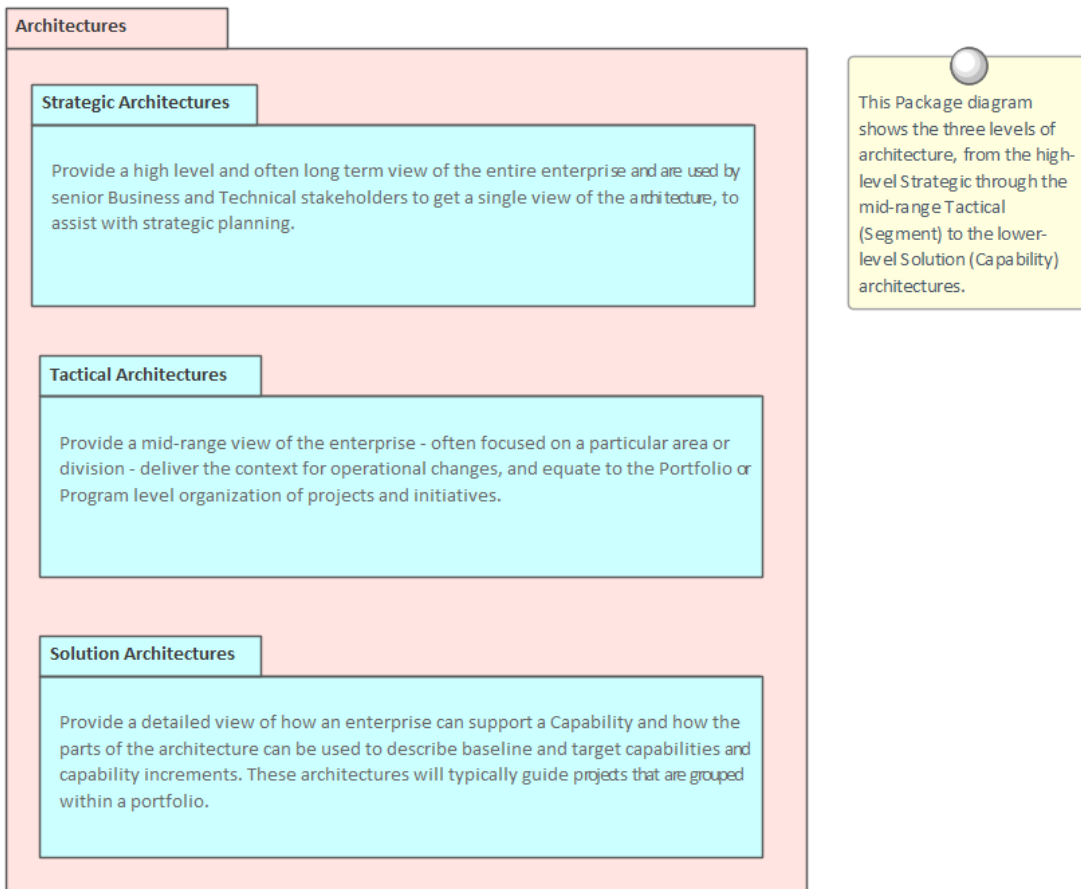 Architectures
Strategic Architectures
Provide a high level and often long term view of the entire enterprise and are used by
senior Business and Technical stakeholders to get a single view of the architecture, to
assist with strategic planning.
Tactical Architectures
Provide a mid-range view of the enterprise - often focused on a particular area or
division - deliver the context for operational changes, and equate to the Portfolio or
Program level organization of projects and initiatives.
Solution Architectures
Provide a detailed view of how an enterprise can support a Capability and how the
parts of the architecture can be used to describe baseline and target capabilities and
capability increments. These architectures will typically guide projects that are grouped
within a portfolio.
This Package diagram
shows the three levels of
architecture, from the high-
level Strategic through the
mid-range Tactical
(Segment) to the lower-
level Solution (Capability)
architectures.